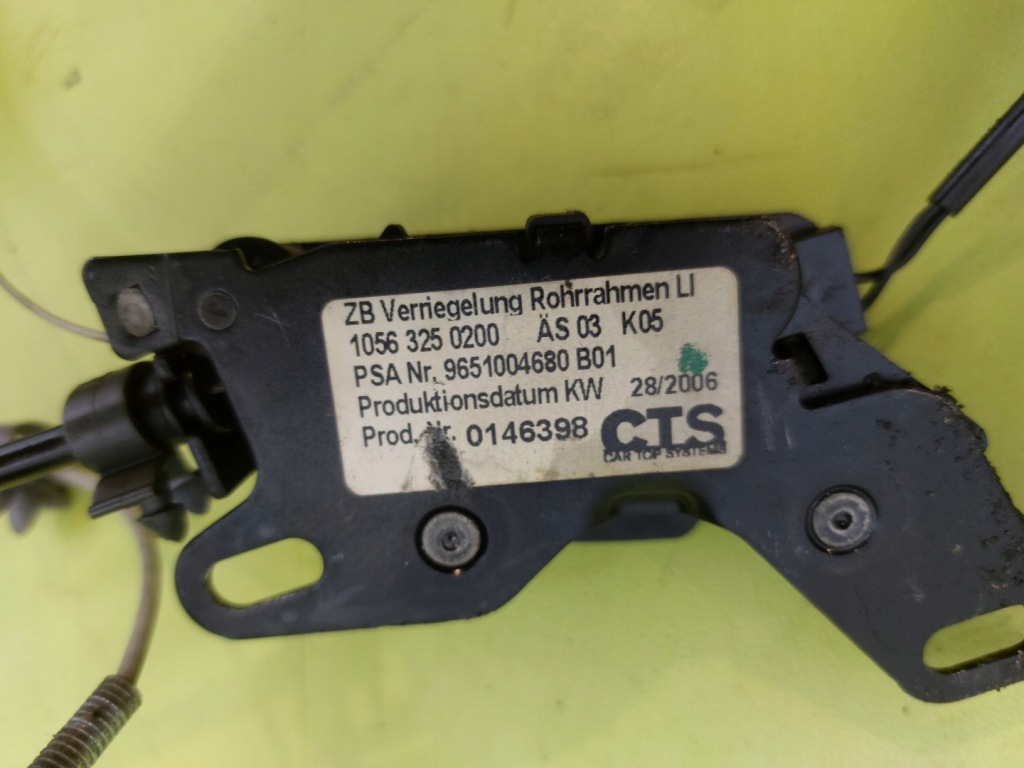 ZB Verriegelung Rohrrahmen LI
1056 325 0200 ÄS 03 K05
PSA Nr. 9651004680 B01
Produktionsdatum KW 28/2006
Prod. Nr. 0146398 CTS
CAR TOP SYSTEMS